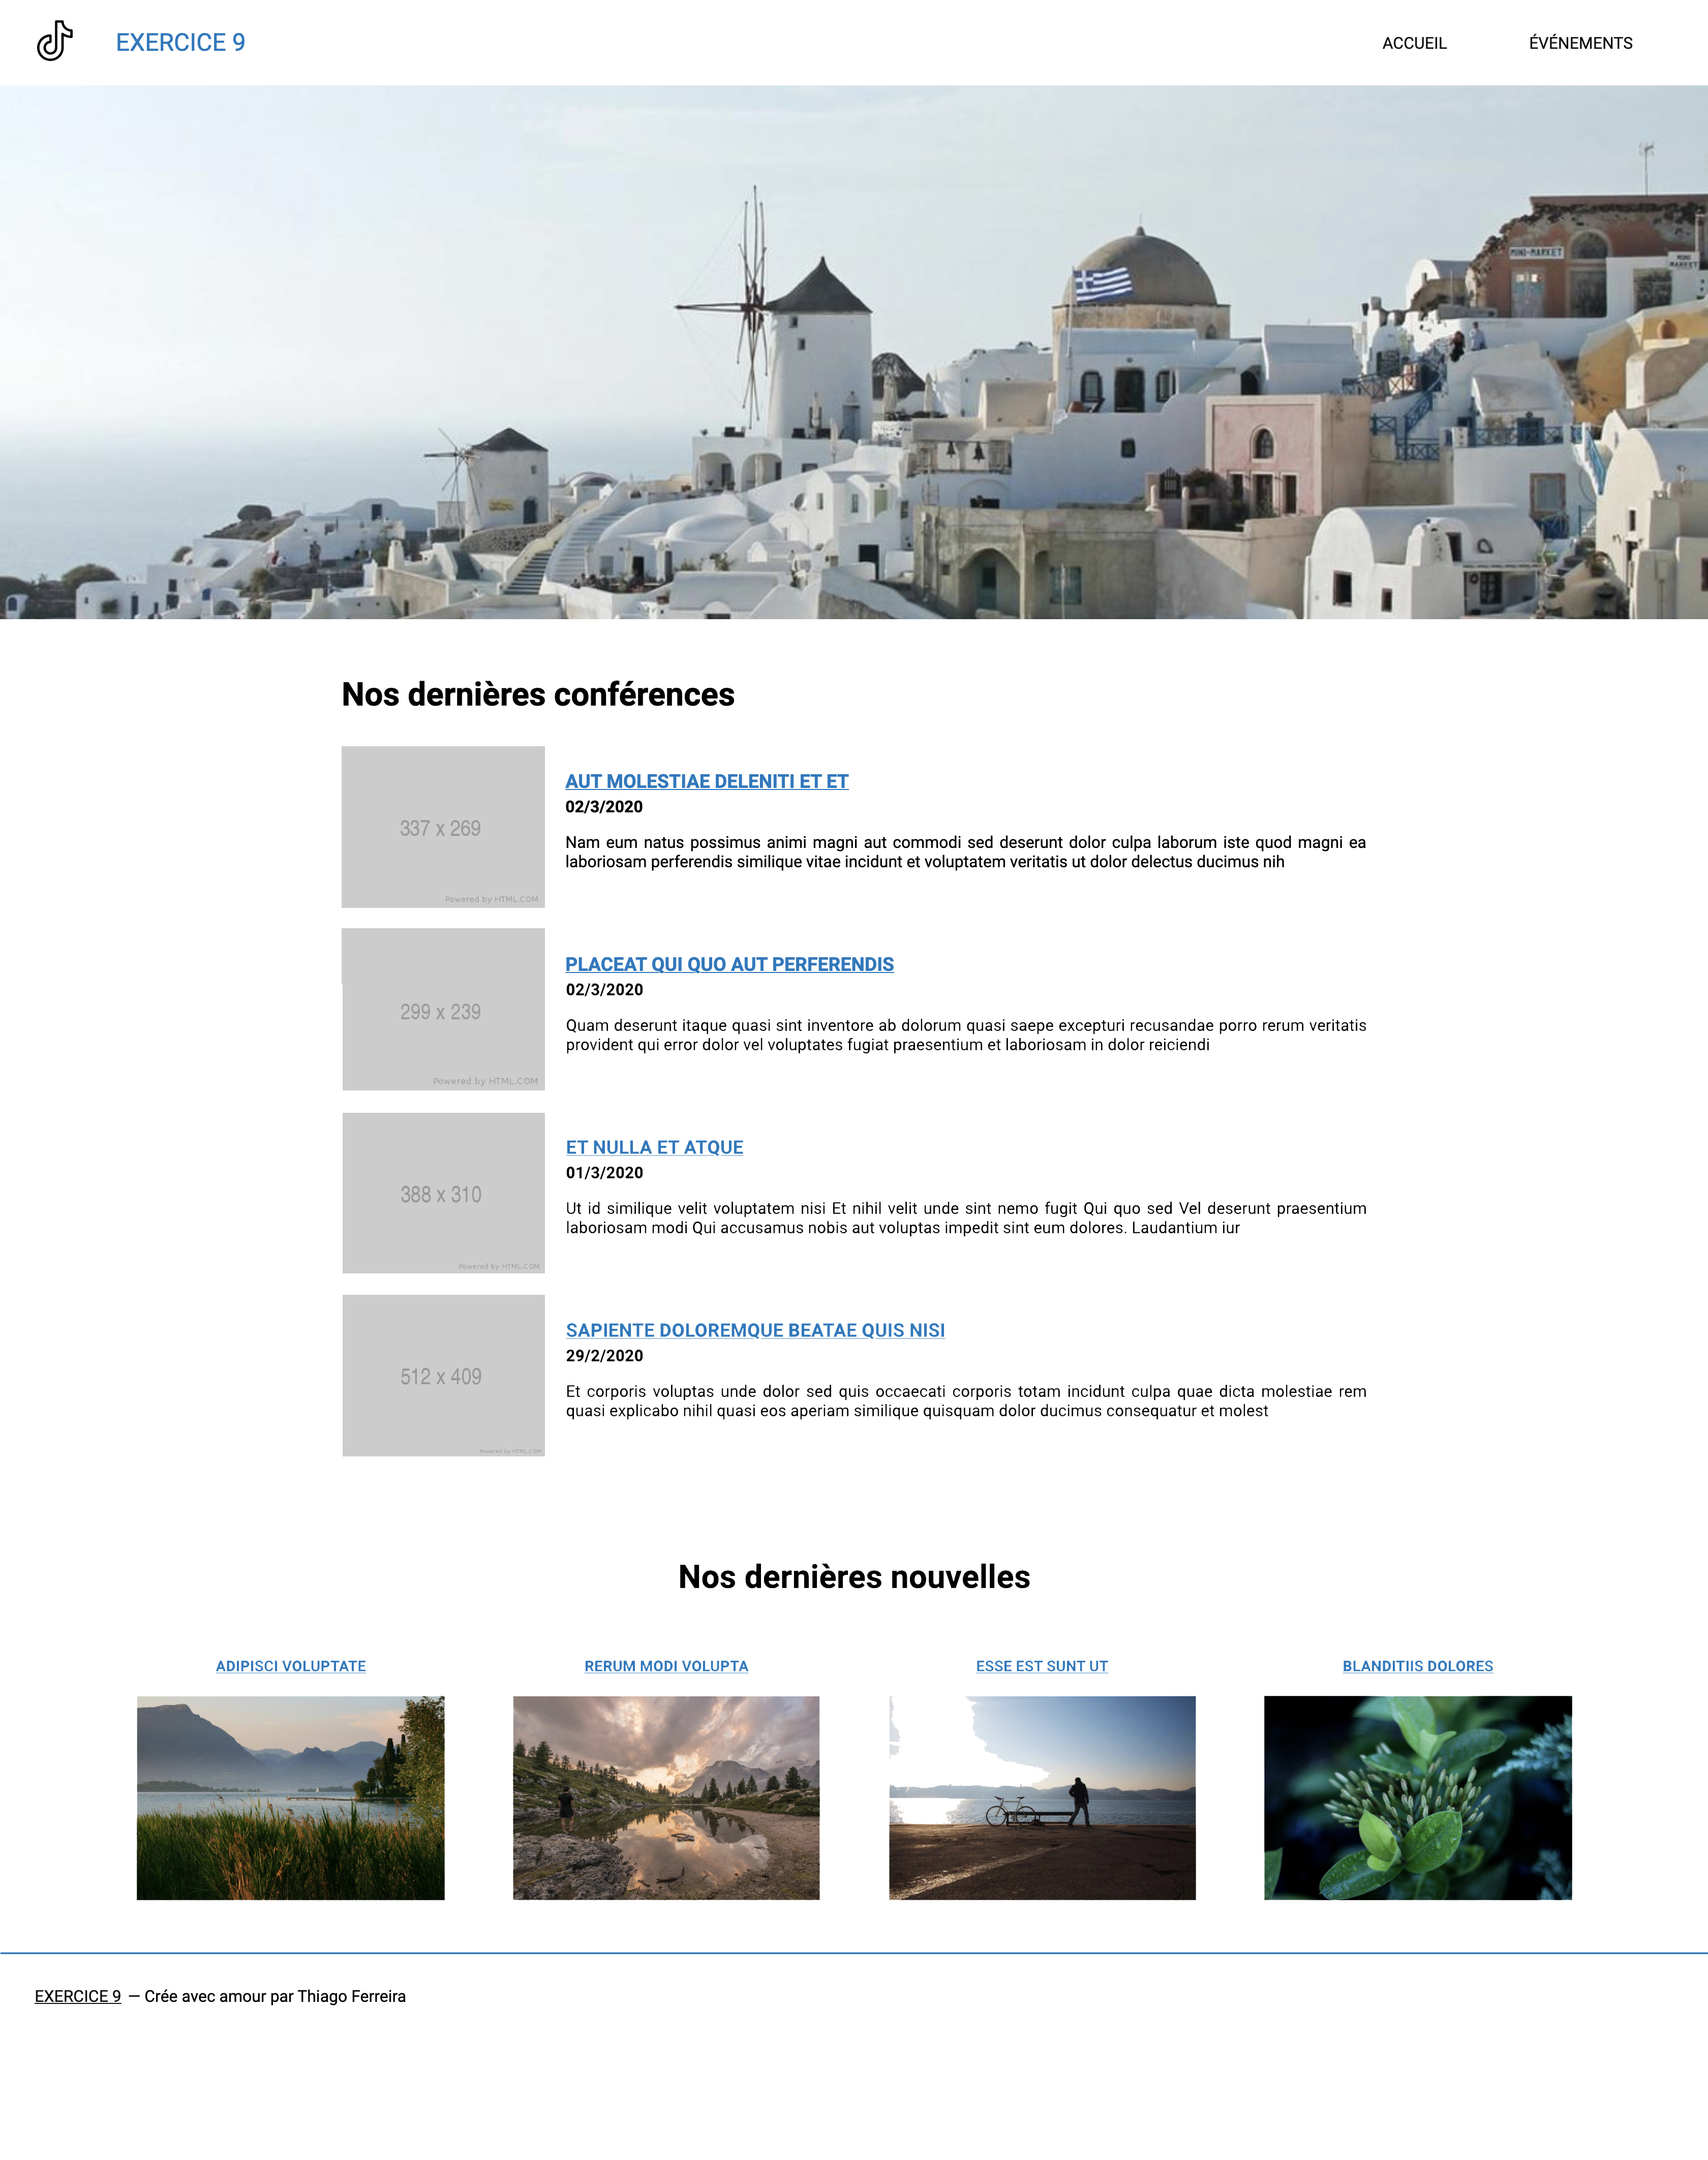 EXERCICE 9
ACCUEIL
ÉVÉNEMENTS
MINI-MARKET
MINI MARKET
Nos dernières conférences
337 x 269
Powered by HTML.COM
AUT MOLESTIAE DELENITI ET ET
02/3/2020
Nam eum natus possimus animi magni aut commodi sed deserunt dolor culpa laborum iste quod magni ea
laboriosam perferendis similique vitae incidunt et voluptatem veritatis ut dolor delectus ducimus nih
299 x 239
Powered by HTML.COM
PLACEAT QUI QUO AUT PERFERENDIS
02/3/2020
Quam deserunt itaque quasi sint inventore ab dolorum quasi saepe excepturi recusandae porro rerum veritatis
provident qui error dolor vel voluptates fugiat praesentium et laboriosam in dolor reiciendi
388 x 310
Powered by HTML.COM
ET NULLA ET ATQUE
01/3/2020
Ut id similique velit voluptatem nisi Et nihil velit unde sint nemo fugit Qui quo sed Vel deserunt praesentium
laboriosam modi Qui accusamus nobis aut voluptas impedit sint eum dolores. Laudantium iur
512 x 409
Powered by HTML.COM
SAPIENTE DOLOREMQUE BEATAE QUIS NISI
29/2/2020
Et corporis voluptas unde dolor sed quis occaecati corporis totam incidunt culpa quae dicta molestiae rem
quasi explicabo nihil quasi eos aperiam similique quisquam dolor ducimus consequatur et molest
Nos dernières nouvelles
ADIPISCI VOLUPTATE
RERUM MODI VOLUPTA
ESSE EST SUNT UT
BLANDITIIS DOLORES
EXERCICE 9 — Crée avec amour par Thiago Ferreira